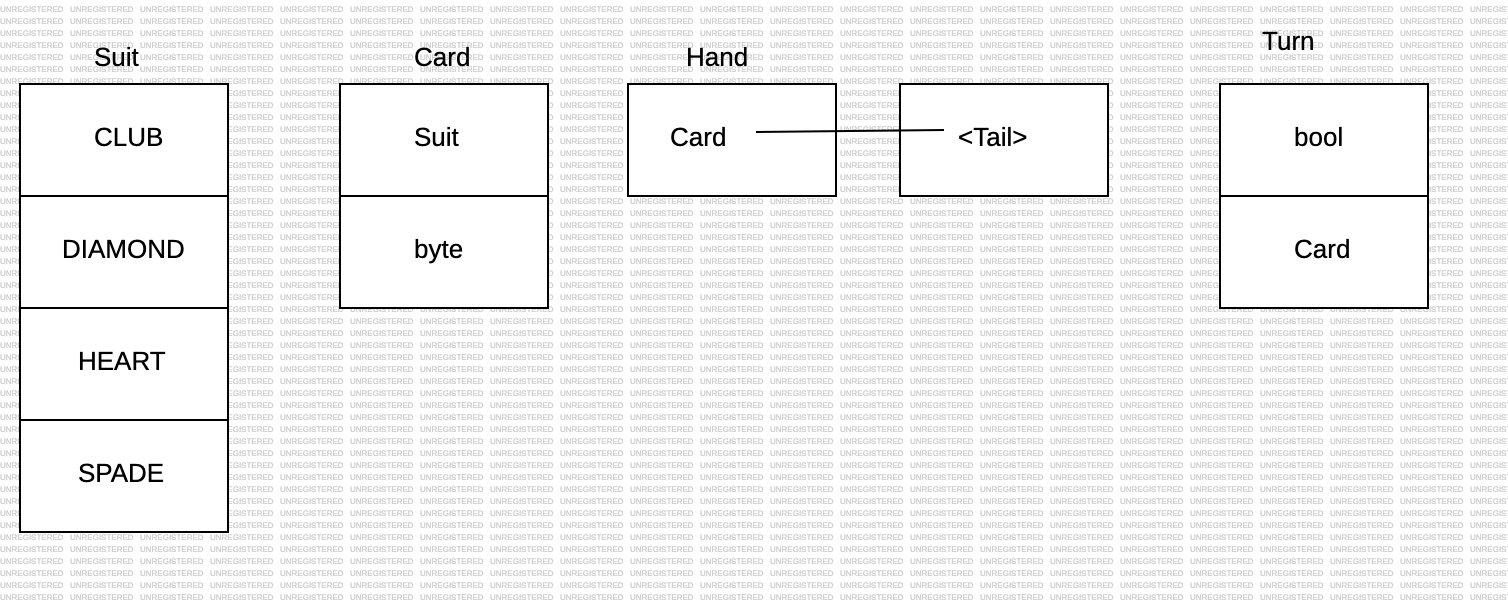 Suit
CLUB
DIAMOND
HEART
SPADE
Card
Suit
byte
Hand
Card
<Tail>
Turn
bool
Card
UNREGISTERED